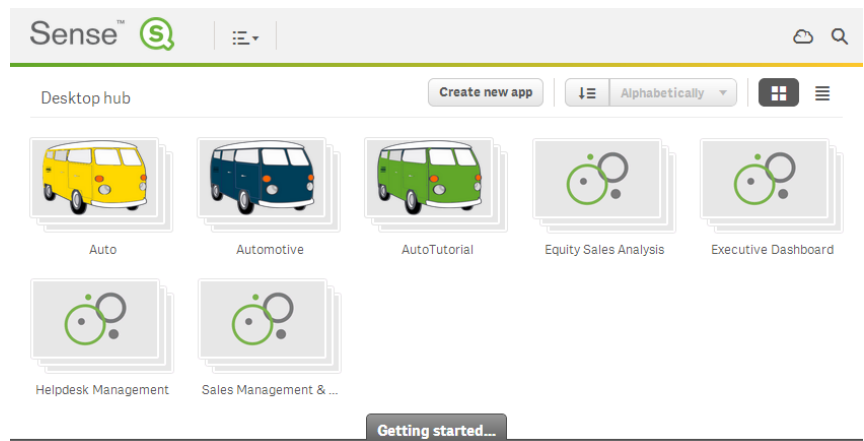 Sense™
Desktop hub
Create new app
Alphabetically
Auto
Automotive
AutoTutorial
Equity Sales Analysis
Executive Dashboard
Helpdesk Management
Sales Management & ...
Getting started...